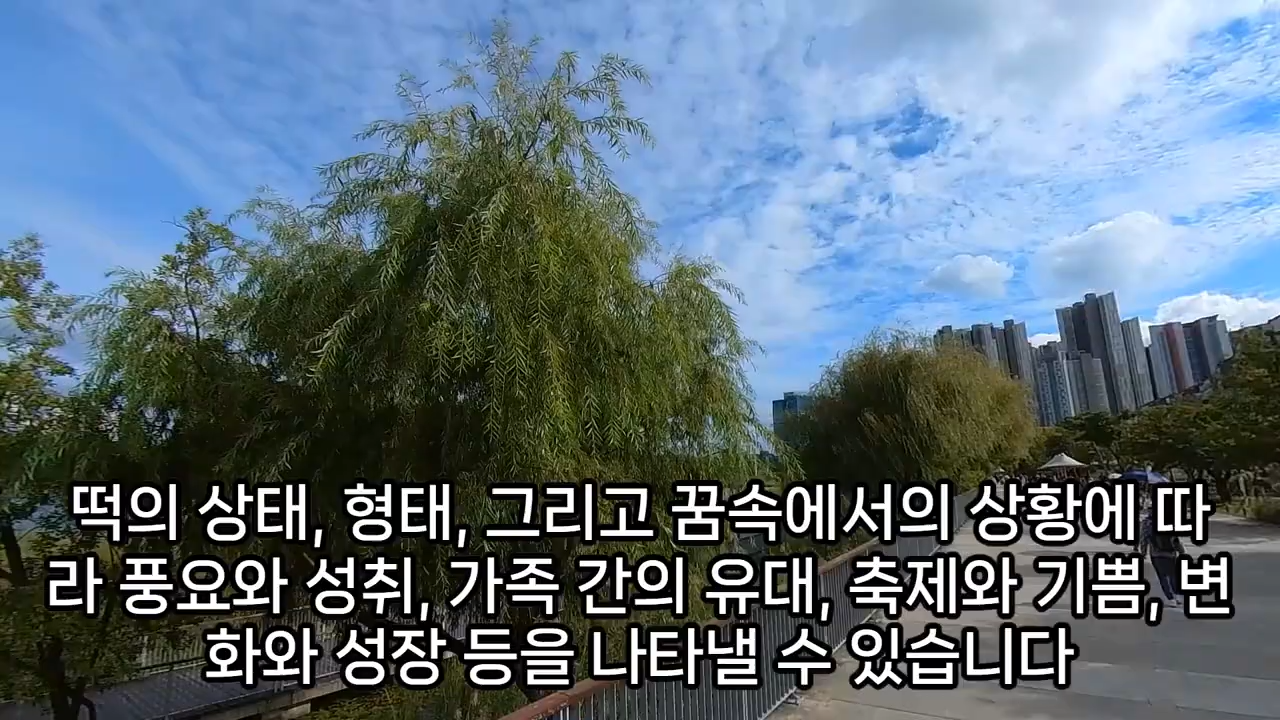 떡의 상태, 형태, 그리고 꿈속에서의 상황에 따
라 풍요와 성취, 가족 간의 유대, 축제와 기쁨, 변
화와 성장 등을 나타낼 수 있습니다